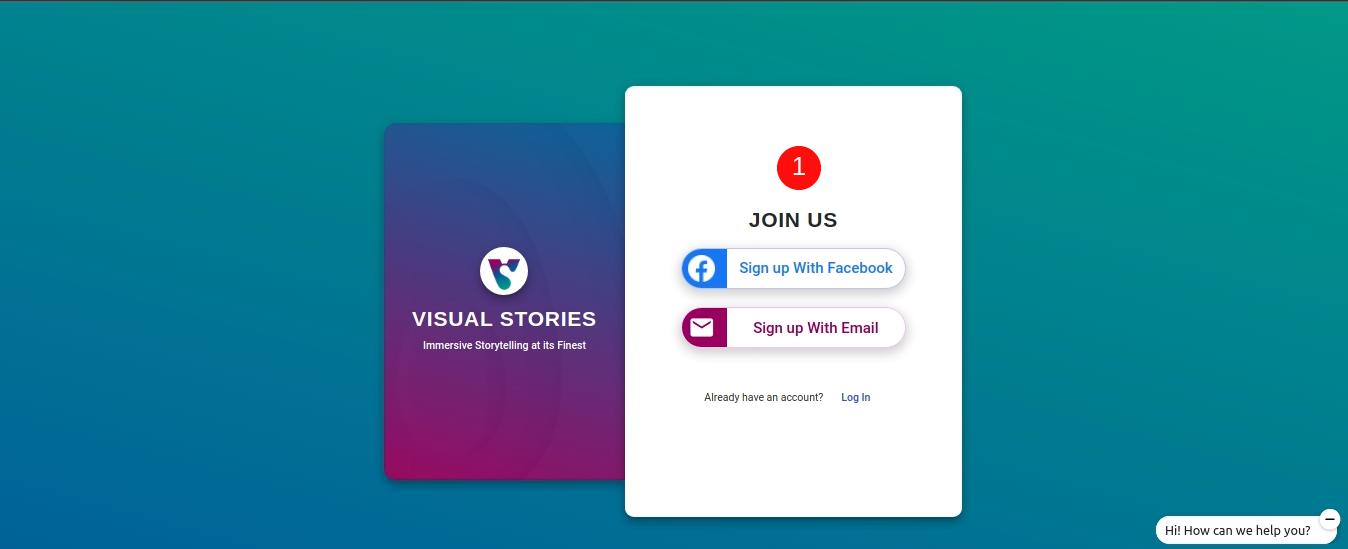 VISUAL STORIES
Immersive Storytelling at its Finest
1
JOIN US
Sign up With Facebook
Sign up With Email
Already have an account? Log In
Hi! How can we help you?